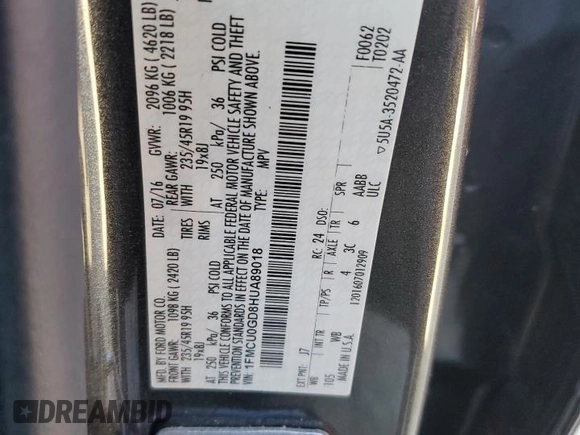 MFD. BY FORD MOTOR CO.
DATE: 07/16 GVWR: 2096 KG ( 4620 LB)
FRONT GAWR: 1098 KG ( 2420 LB) REAR GAWR: 1006 KG ( 2218 LB)
WITH 235/45R19 95H TIRES WITH 235/45R19 95H
19x8J RIMS 19x8J
AT 250 kPa/ 36 PSI COLD AT 250 kPa/ 36 PSI COLD
THIS VEHICLE CONFORMS TO ALL APPLICABLE FEDERAL MOTOR VEHICLE SAFETY AND THEFT
PREVENTION STANDARDS IN EFFECT ON THE DATE OF MANUFACTURE SHOWN ABOVE.
VIN: 1FMCU0GD8HUA89018 TYPE: MPV
F0062
T0202
EXT PNT: J7 RC: 24 DSO:
WB INT TR TP/PS R AXLE TR SPR
105 WB 4 3C 6 AABB
ULC
MADE IN U.S.A. 1201607012909 ▽5U5A-3520472-AA
DREAMBID